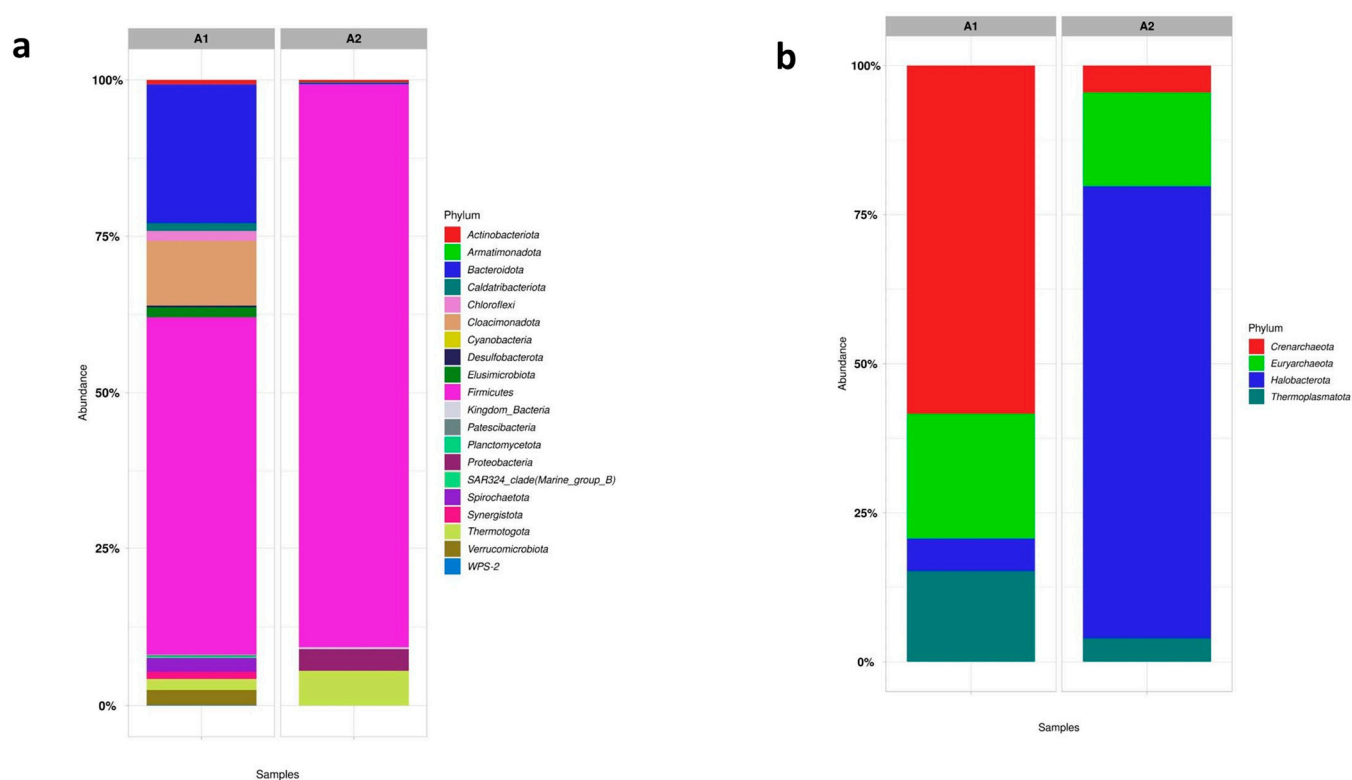 a
A1
A2
100%
75%
50%
25%
0%
Abundance
Samples
Phylum
Actinobacteriota
Armatimonadota
Bacteroidota
Caldatribacteriota
Chloroflexi
Cloacimonadota
Cyanobacteria
Desulfobacterota
Elusimicrobiota
Firmicutes
Kingdom_Bacteria
Patescibacteria
Planctomycetota
Proteobacteria
SAR324_clade(Marine_group_B)
Spirochaetota
Synergistota
Thermotogota
Verrucomicrobiota
WPS-2
b
A1
A2
100%
75%
50%
25%
0%
Abundance
Samples
Phylum
Crenarchaeota
Euryarchaeota
Halobacterota
Thermoplasmatota